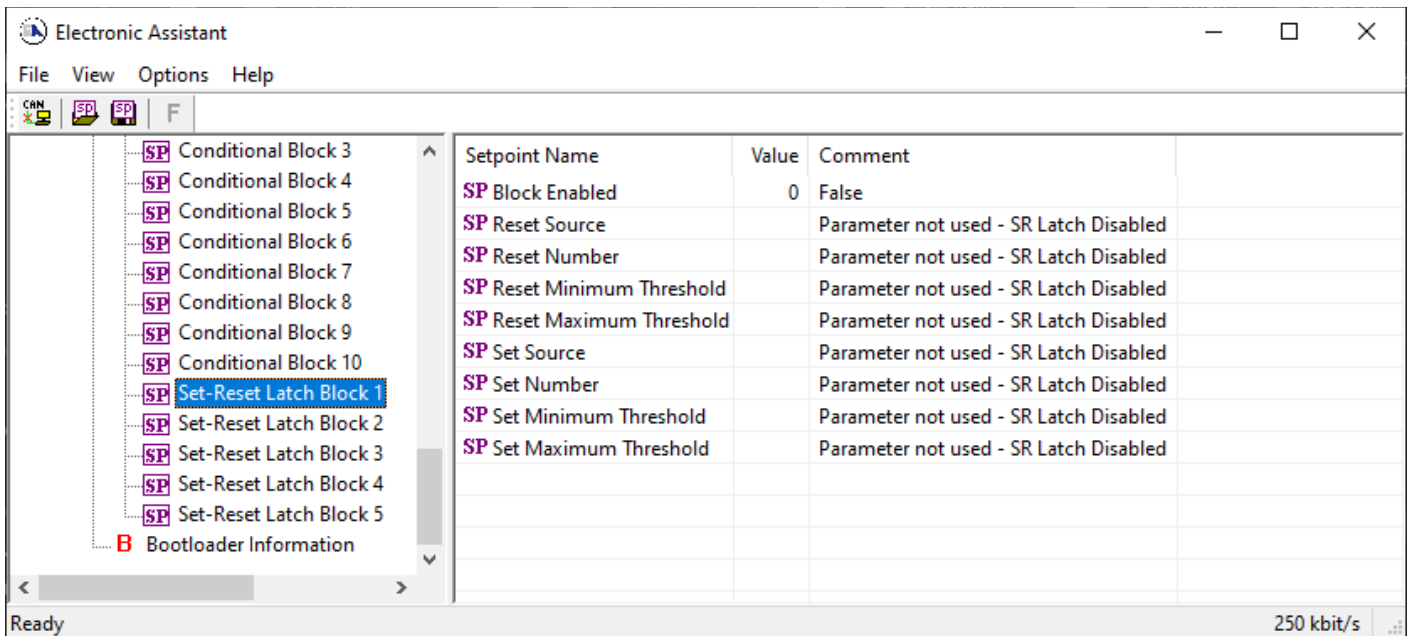 Electronic Assistant
File View Options Help
CAN SP SP F
SP Conditional Block 3
SP Conditional Block 4
SP Conditional Block 5
SP Conditional Block 6
SP Conditional Block 7
SP Conditional Block 8
SP Conditional Block 9
SP Conditional Block 10
SP Set-Reset Latch Block 1
SP Set-Reset Latch Block 2
SP Set-Reset Latch Block 3
SP Set-Reset Latch Block 4
SP Set-Reset Latch Block 5
B Bootloader Information
Setpoint Name Value Comment
SP Block Enabled 0 False
SP Reset Source Parameter not used - SR Latch Disabled
SP Reset Number Parameter not used - SR Latch Disabled
SP Reset Minimum Threshold Parameter not used - SR Latch Disabled
SP Reset Maximum Threshold Parameter not used - SR Latch Disabled
SP Set Source Parameter not used - SR Latch Disabled
SP Set Number Parameter not used - SR Latch Disabled
SP Set Minimum Threshold Parameter not used - SR Latch Disabled
SP Set Maximum Threshold Parameter not used - SR Latch Disabled
Ready 250 kbit/s